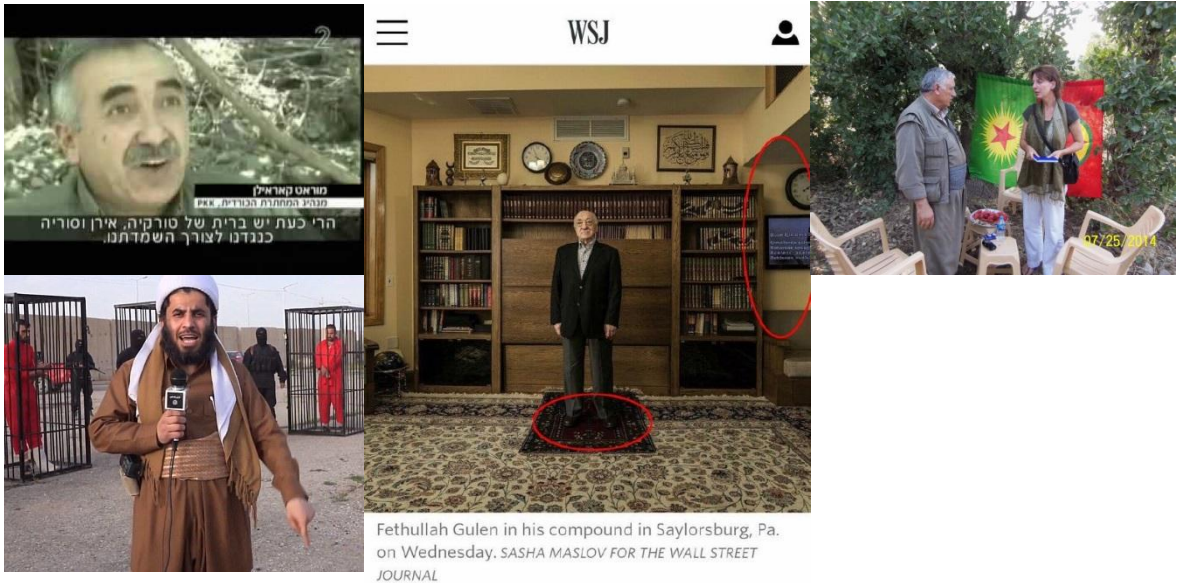 2
מוראט קאראילן
מנהיג המחתרת הכורדית, PKK
הרי כעת יש ברית של טורקיה, אירן וסוריה
כנגדנו לצורך השמדתנו.
WSJ
Fethullah Gulen in his compound in Saylorsburg, Pa.
on Wednesday. SASHA MASLOV FOR THE WALL STREET
JOURNAL
07/25/2014